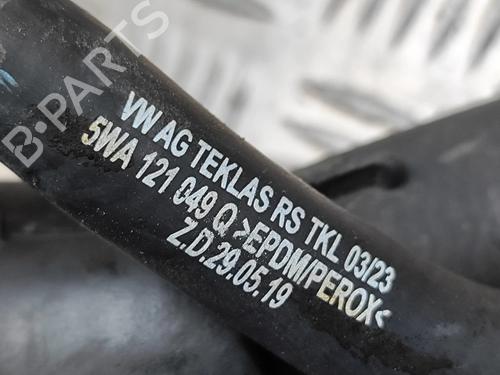 B-PARTS
VW AG TEKLAS RS TKL 03/23
5WA 121 049 Q >EPDM/PEROX<
Z.D.29.05.19